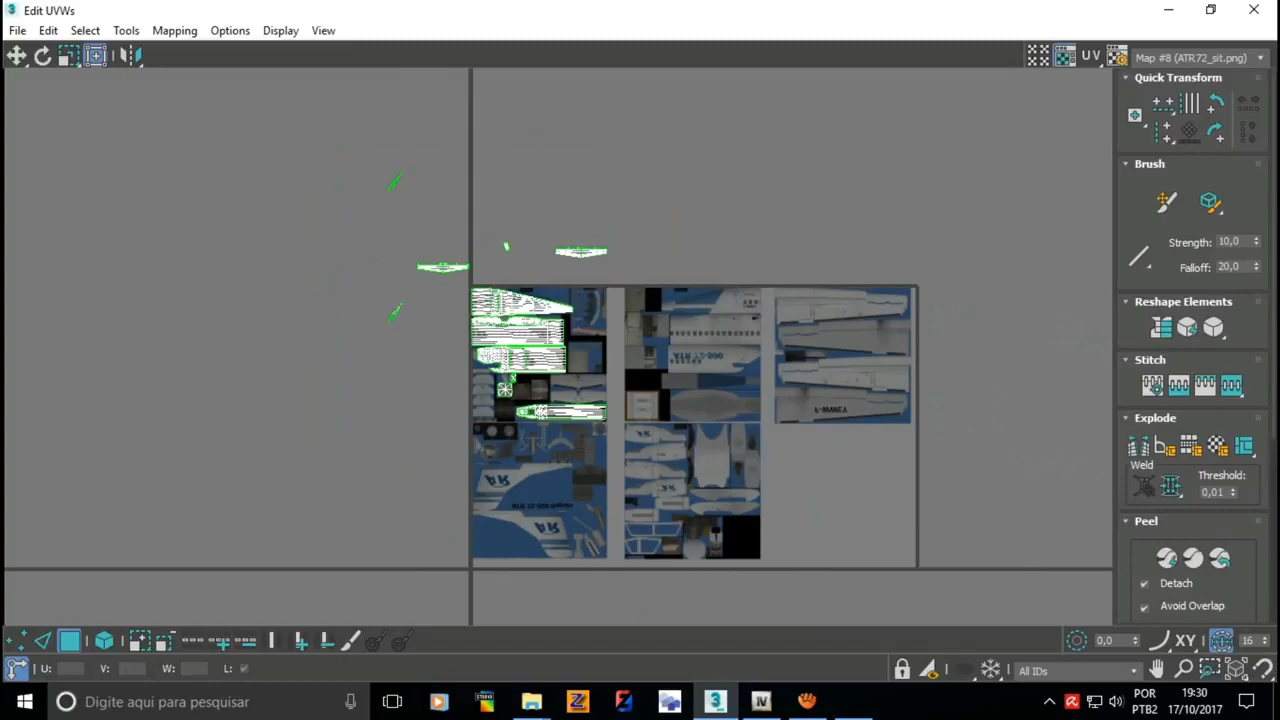 Edit UVWs
File Edit Select Tools Mapping Options Display View
UV Map #8 (ATR72_sit.png)
Quick Transform
Brush
Strength: 10,0
Falloff: 20,0
Reshape Elements
Stitch
Explode
Weld
Threshold:
0,01
Peel
Detach
Avoid Overlap
0,0 XY 16
U: V: W: L: All IDs
Digite aqui para pesquisar
POR 19:30
PTB2 17/10/2017